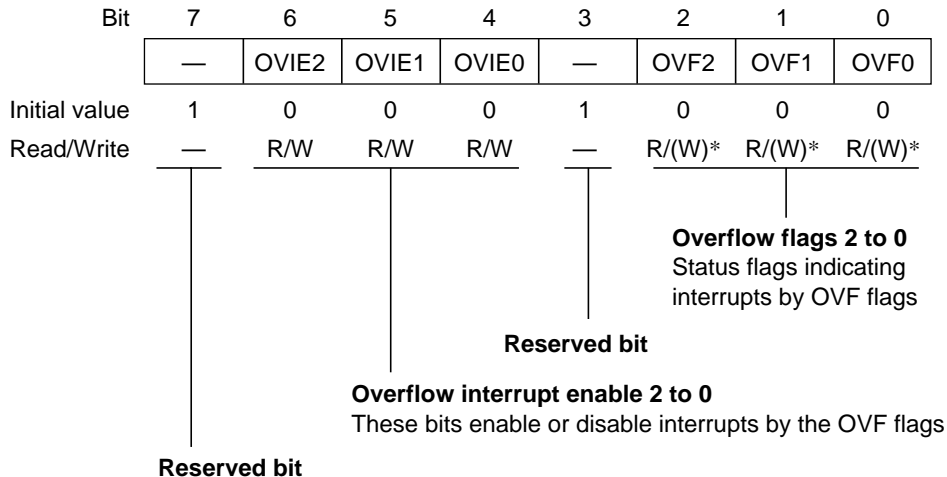 Bit 7 6 5 4 3 2 1 0
— OVIE2 OVIE1 OVIE0 — OVF2 OVF1 OVF0
Initial value 1 0 0 0 1 0 0 0
Read/Write — R/W R/W R/W — R/(W)* R/(W)* R/(W)*
Overflow flags 2 to 0
Status flags indicating
interrupts by OVF flags
Reserved bit
Overflow interrupt enable 2 to 0
These bits enable or disable interrupts by the OVF flags
Reserved bit